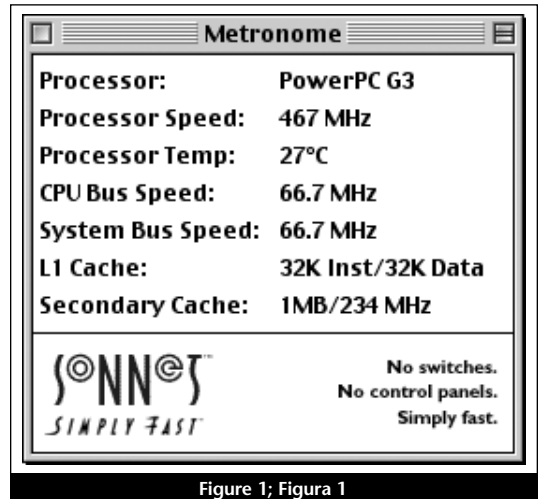 Metronome
Processor: PowerPC G3
Processor Speed: 467 MHz
Processor Temp: 27°C
CPU Bus Speed: 66.7 MHz
System Bus Speed: 66.7 MHz
L1 Cache: 32K Inst/32K Data
Secondary Cache: 1MB/234 MHz
SONNET™
SIMPLY FAST™
No switches.
No control panels.
Simply fast.
Figure 1; Figura 1